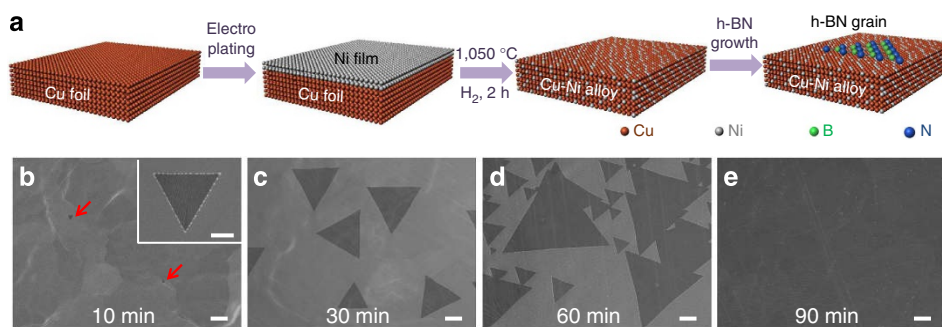 a
Electro
plating
Ni film
Cu foil
Cu foil
1,050 °C
H2, 2 h
Cu-Ni alloy
h-BN
growth
h-BN grain
Cu-Ni alloy
Cu
Ni
B
N
b
10 min
c
30 min
d
60 min
e
90 min